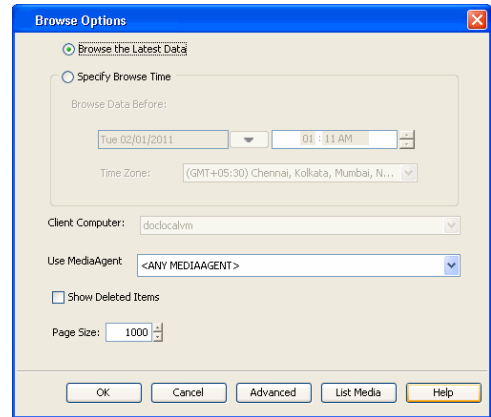 Browse Options
Browse the Latest Data
Specify Browse Time
Browse Data Before:
Tue 02/01/2011 01 : 11 AM
Time Zone: (GMT+05:30) Chennai, Kolkata, Mumbai, N...
Client Computer: doclocalvm
Use MediaAgent <ANY MEDIAAGENT>
Show Deleted Items
Page Size: 1000
OK Cancel Advanced List Media Help